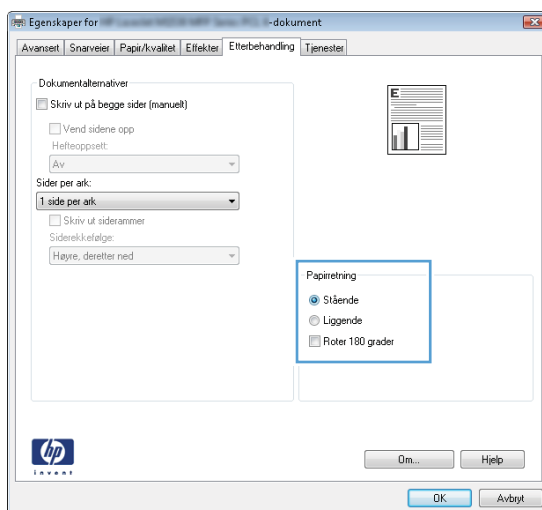 Egenskaper for -dokument
Avansert Snarveier Papir/kvalitet Effekter Etterbehandling Tjenester
Dokumentalternativer
Skriv ut på begge sider (manuelt)
Vend sidene opp
Hefteoppsett:
Av
Sider per ark:
1 side per ark
Skriv ut siderammer
Siderekkefølge:
Høyre, deretter ned
E
Papirretning
Stående
Liggende
Roter 180 grader
hp
invent
Om... Hjelp
OK Avbryt